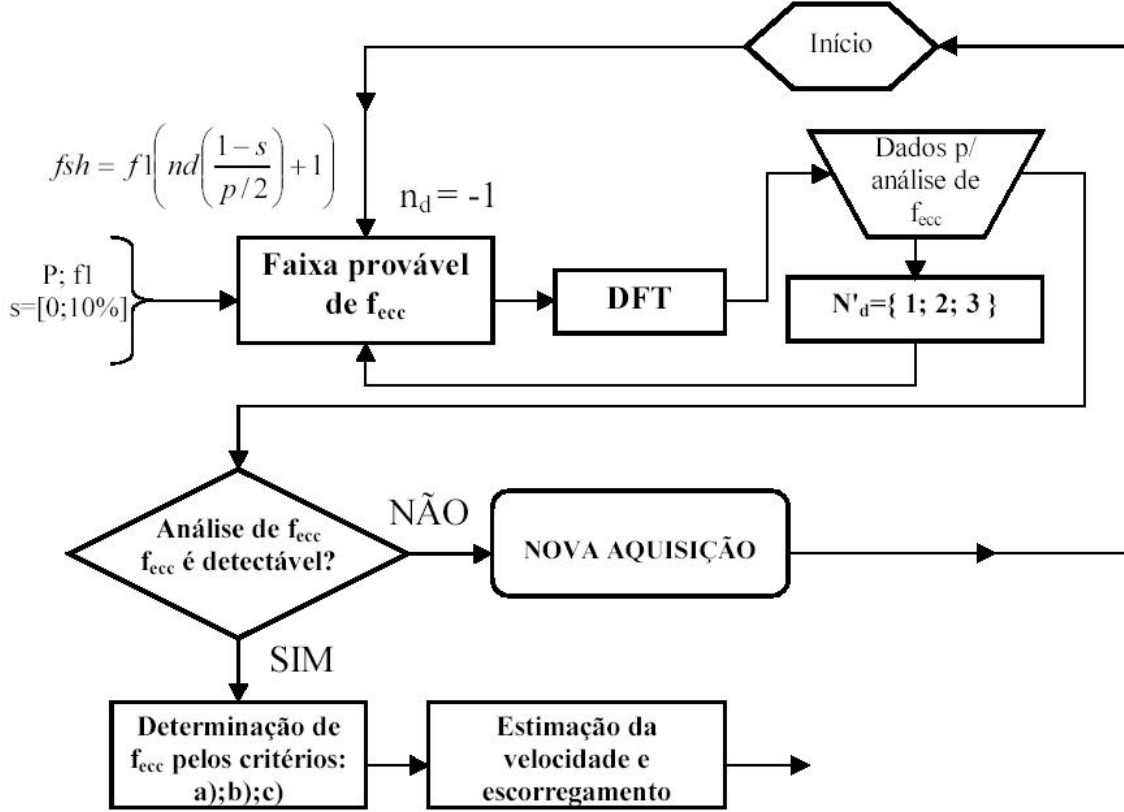 Início
fsh = f1(nd((1-s)/(p/2))+1)
n_d = -1
Dados p/
análise de
f_ecc
P; f1
s=[0;10%]
Faixa provável
de f_ecc
DFT
N'_d={ 1; 2; 3 }
Análise de f_ecc
f_ecc é detectável?
NÃO
NOVA AQUISIÇÃO
SIM
Determinação de
f_ecc pelos critérios:
a);b);c)
Estimação da
velocidade e
escorregamento